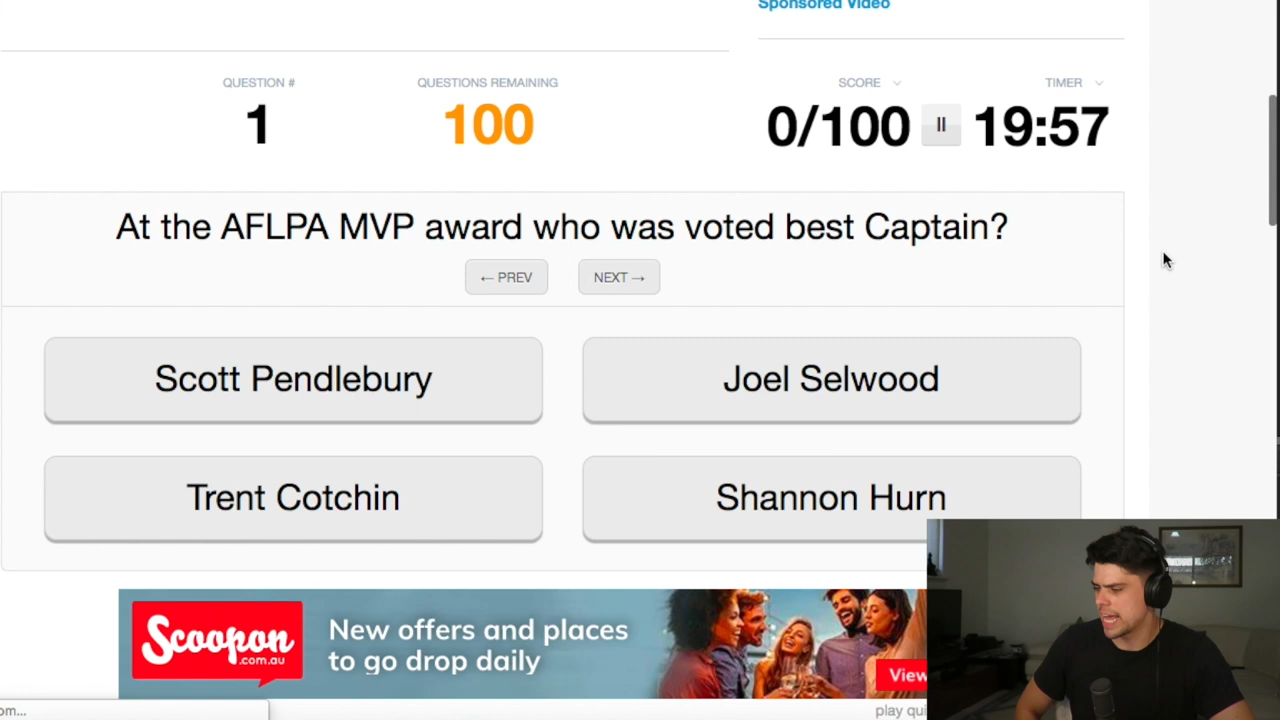 Sponsored Video
QUESTION #
QUESTIONS REMAINING
SCORE
TIMER
1
100
0/100
19:57
At the AFLPA MVP award who was voted best Captain?
← PREV
NEXT →
Scott Pendlebury
Joel Selwood
Trent Cotchin
Shannon Hurn
Scoopon
.com.au
New offers and places
to go drop daily
View
om...
play qui